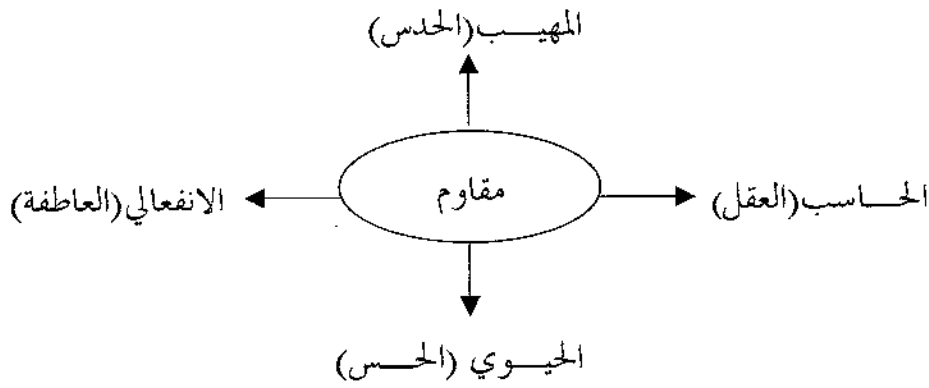 المهيب (الحدس)
الحاسب (العقل)
مقاوم
الانفعالي (العاطفة)
الحيوي (الحس)